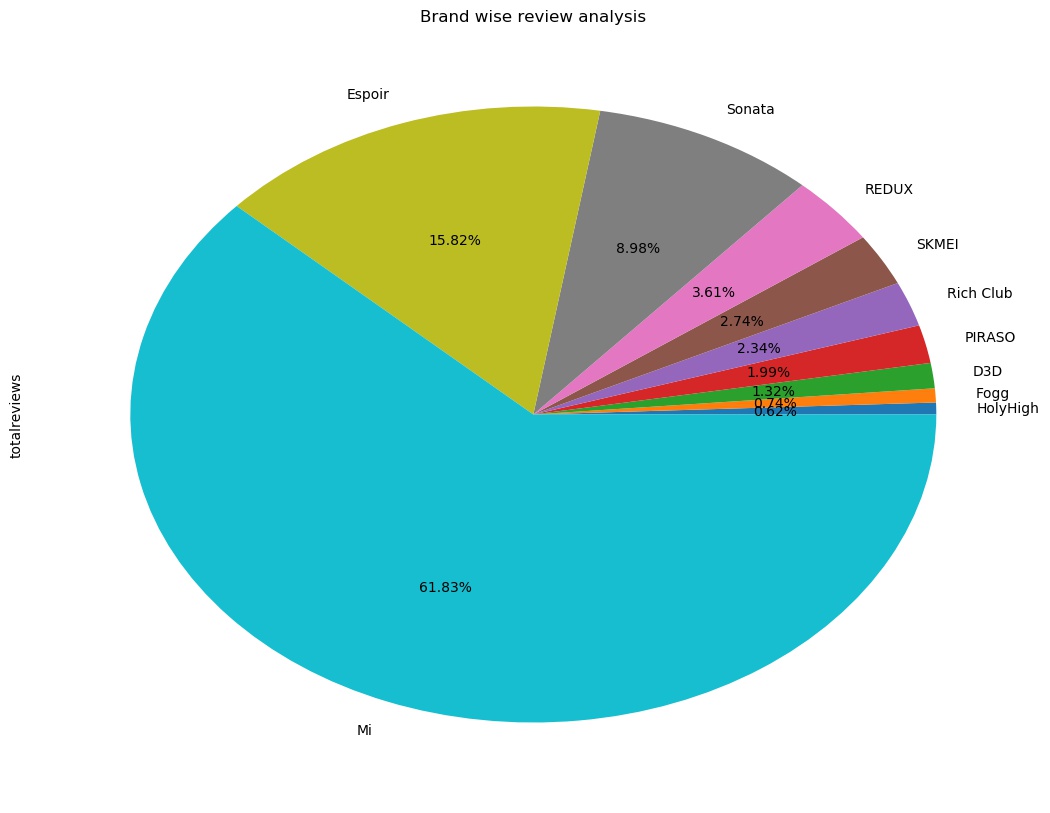 Brand wise review analysis
Espoir
Sonata
REDUX
SKMEI
Rich Club
PIRASO
D3D
Fogg
HolyHigh
15.82%
8.98%
3.61%
2.74%
2.34%
1.99%
1.32%
0.74%
0.62%
totalreviews
61.83%
Mi